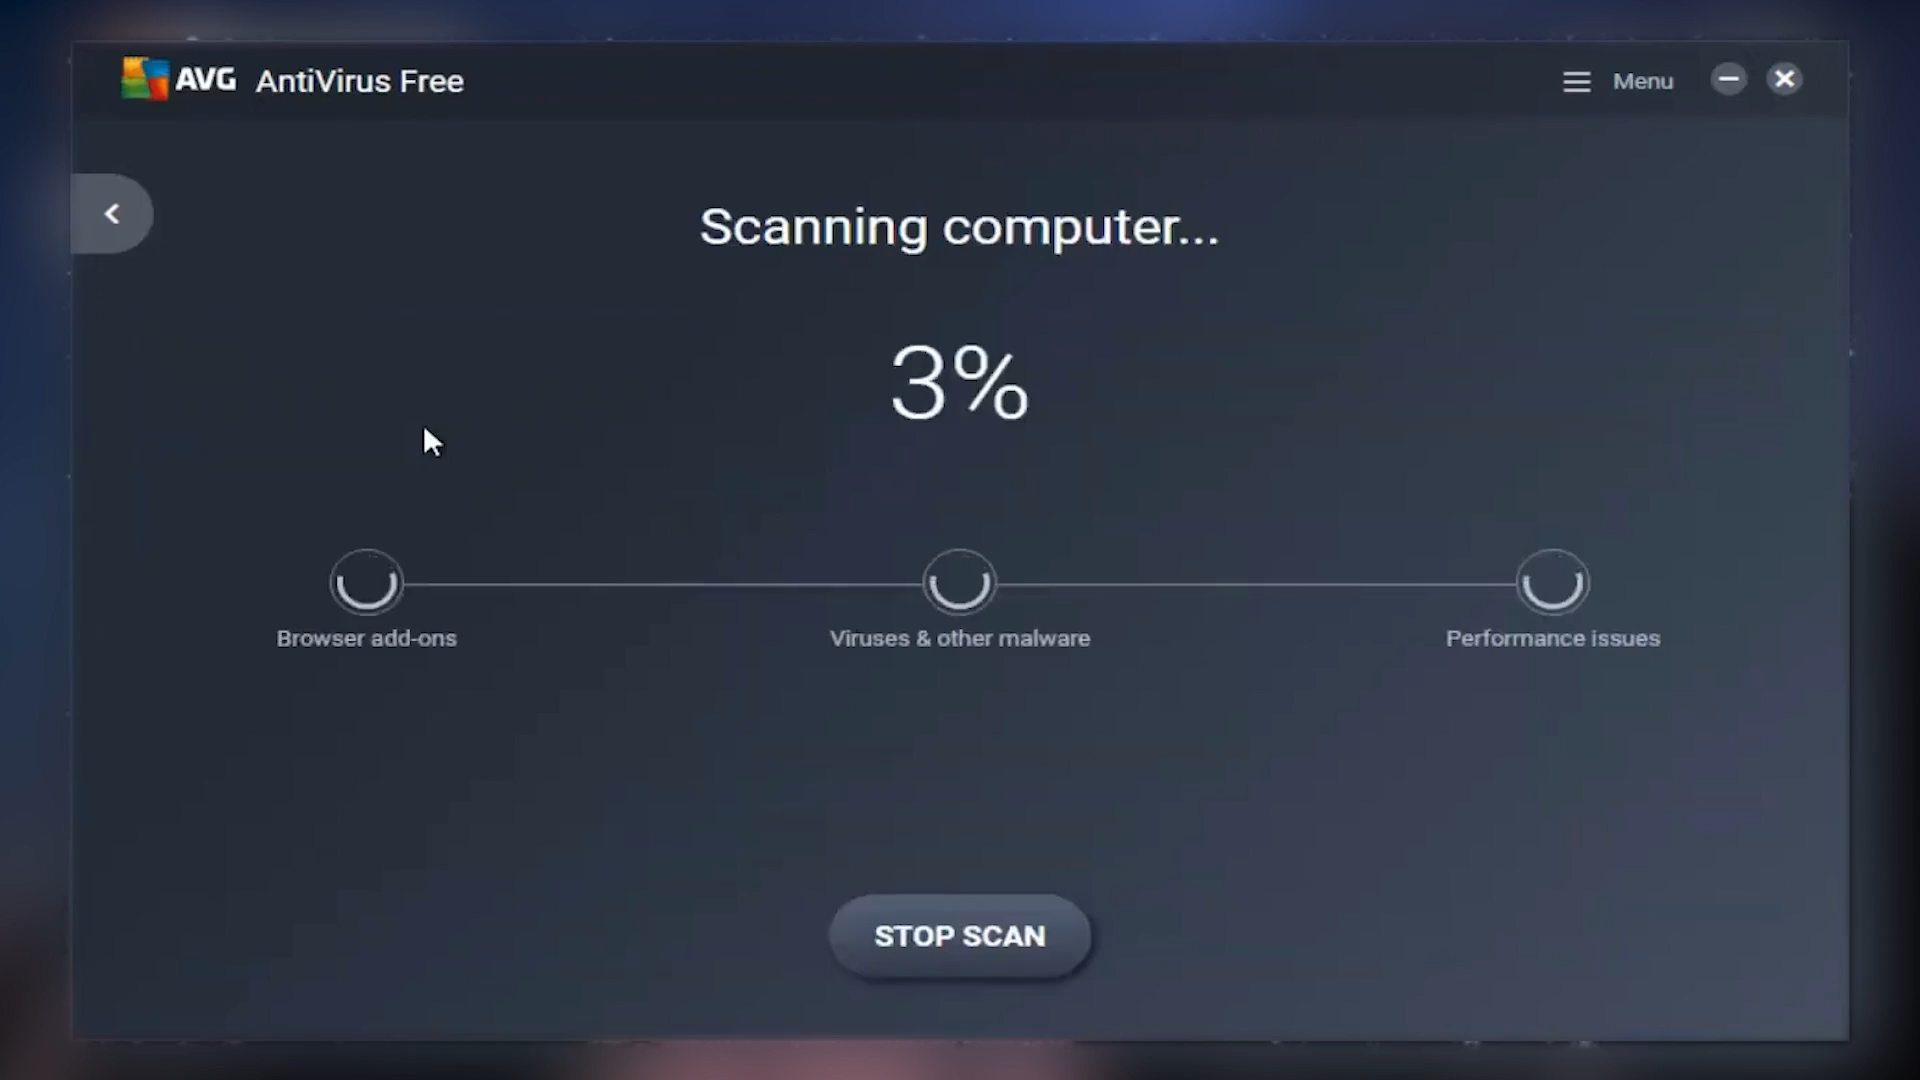 AVG AntiVirus Free
Menu
Scanning computer...
3%
Browser add-ons
Viruses & other malware
Performance issues
STOP SCAN